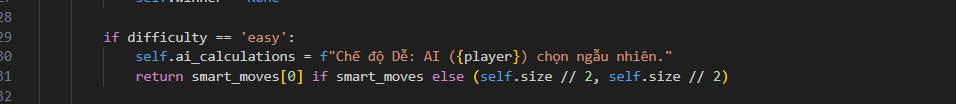 28
29 if difficulty == 'easy':
30 self.ai_calculations = f"Chế độ Dễ: AI ({player}) chọn ngẫu nhiên."
31 return smart_moves[0] if smart_moves else (self.size // 2, self.size // 2)
32